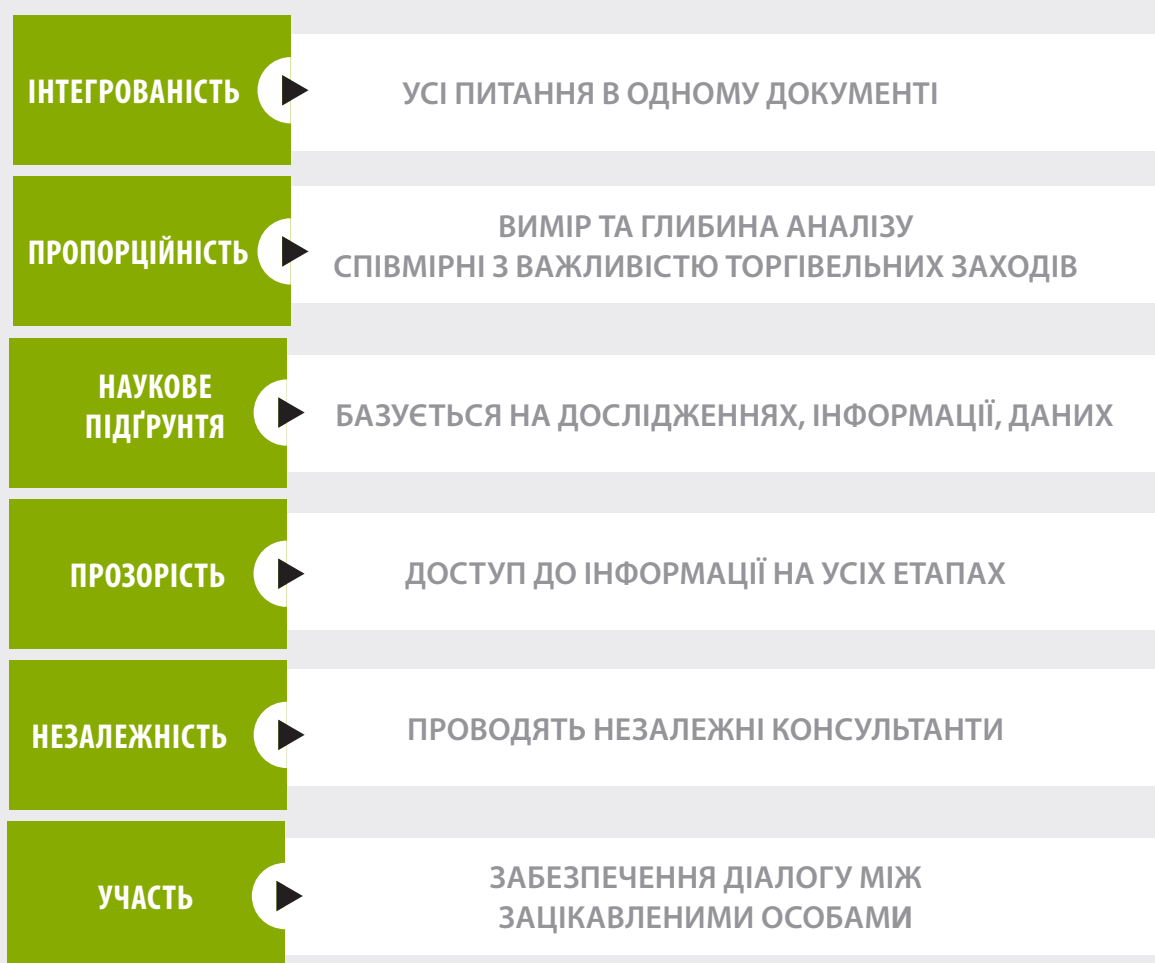 ІНТЕГРОВАНІСТЬ
УСІ ПИТАННЯ В ОДНОМУ ДОКУМЕНТІ
ПРОПОРЦІЙНІСТЬ
ВИМІР ТА ГЛИБИНА АНАЛІЗУ
СПІВМІРНІ З ВАЖЛИВІСТЮ ТОРГІВЕЛЬНИХ ЗАХОДІВ
НАУКОВЕ
ПІДҐРУНТЯ
БАЗУЄТЬСЯ НА ДОСЛІДЖЕННЯХ, ІНФОРМАЦІЇ, ДАНИХ
ПРОЗОРІСТЬ
ДОСТУП ДО ІНФОРМАЦІЇ НА УСІХ ЕТАПАХ
НЕЗАЛЕЖНІСТЬ
ПРОВОДЯТЬ НЕЗАЛЕЖНІ КОНСУЛЬТАНТИ
УЧАСТЬ
ЗАБЕЗПЕЧЕННЯ ДІАЛОГУ МІЖ
ЗАЦІКАВЛЕНИМИ ОСОБАМИ